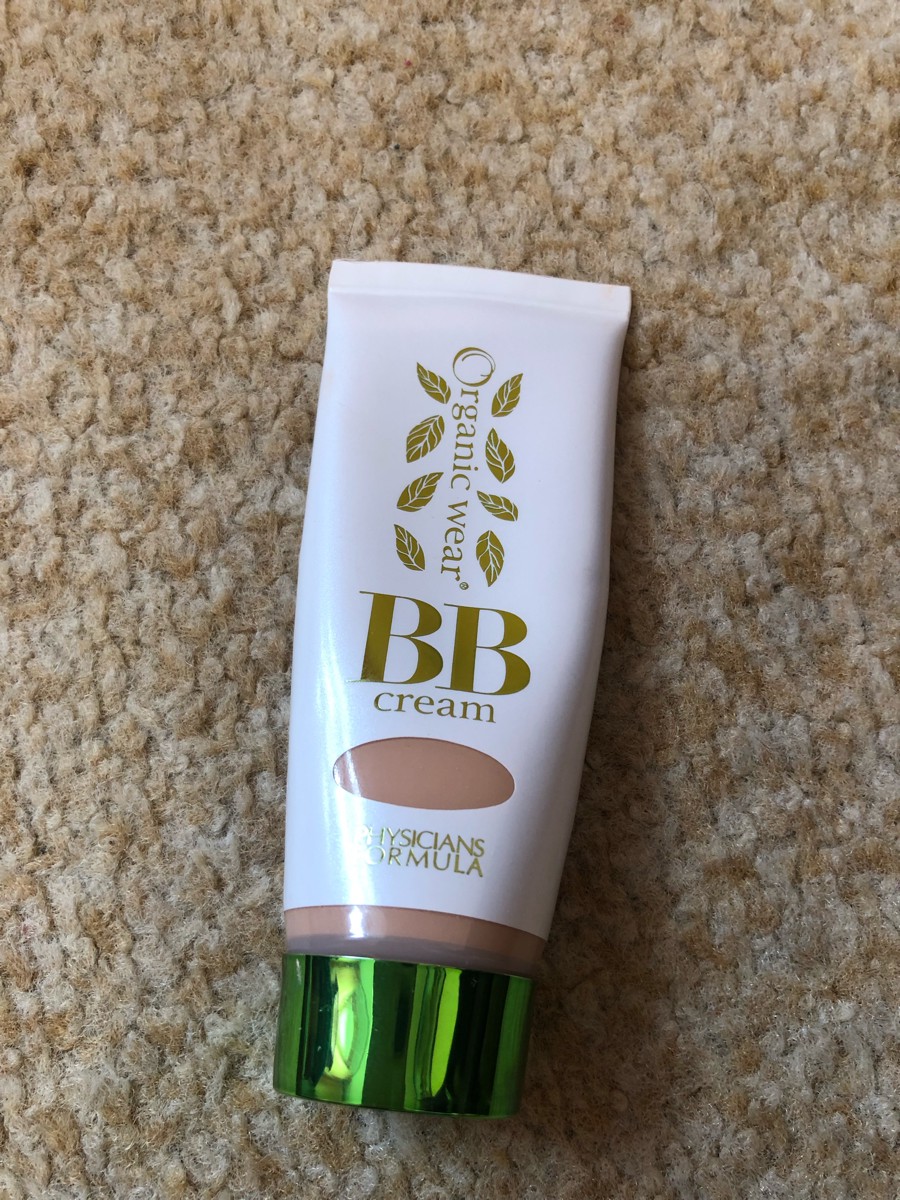 Organic wear®
BB
cream
PHYSICIANS
FORMULA